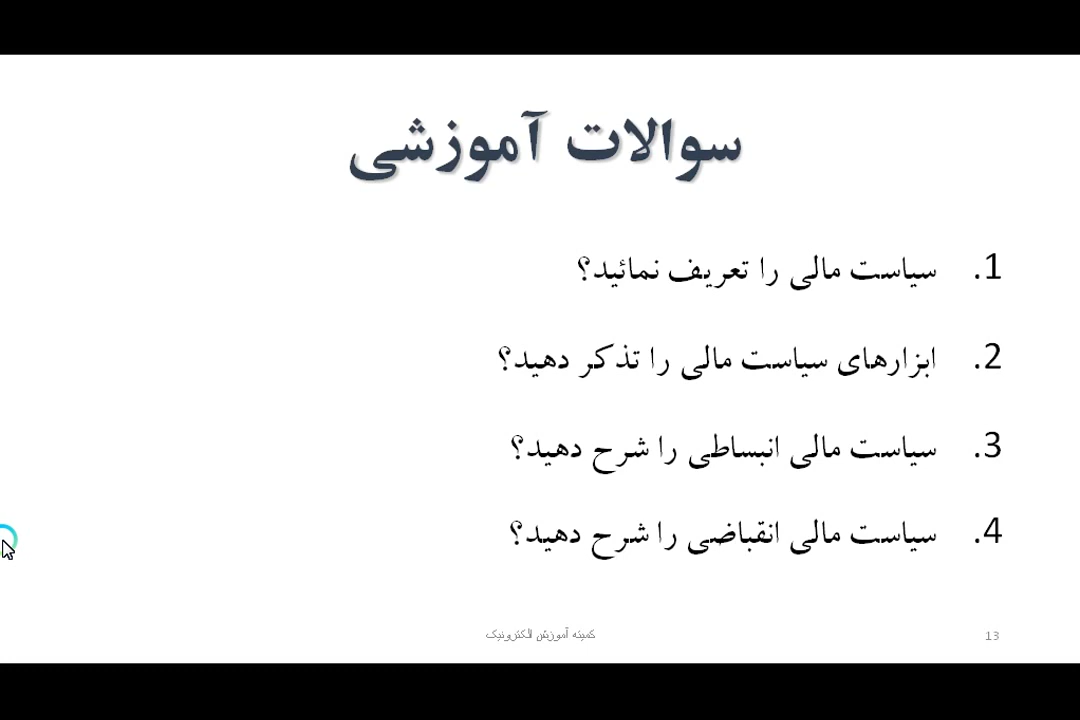 سوالات آموزشی
1. سیاست مالی را تعریف نمائید؟
2. ابزارهای سیاست مالی را تذکر دهید؟
3. سیاست مالی انبساطی را شرح دهید؟
4. سیاست مالی انقباضی را شرح دهید؟
کمیته آموزش الکترونیک
13